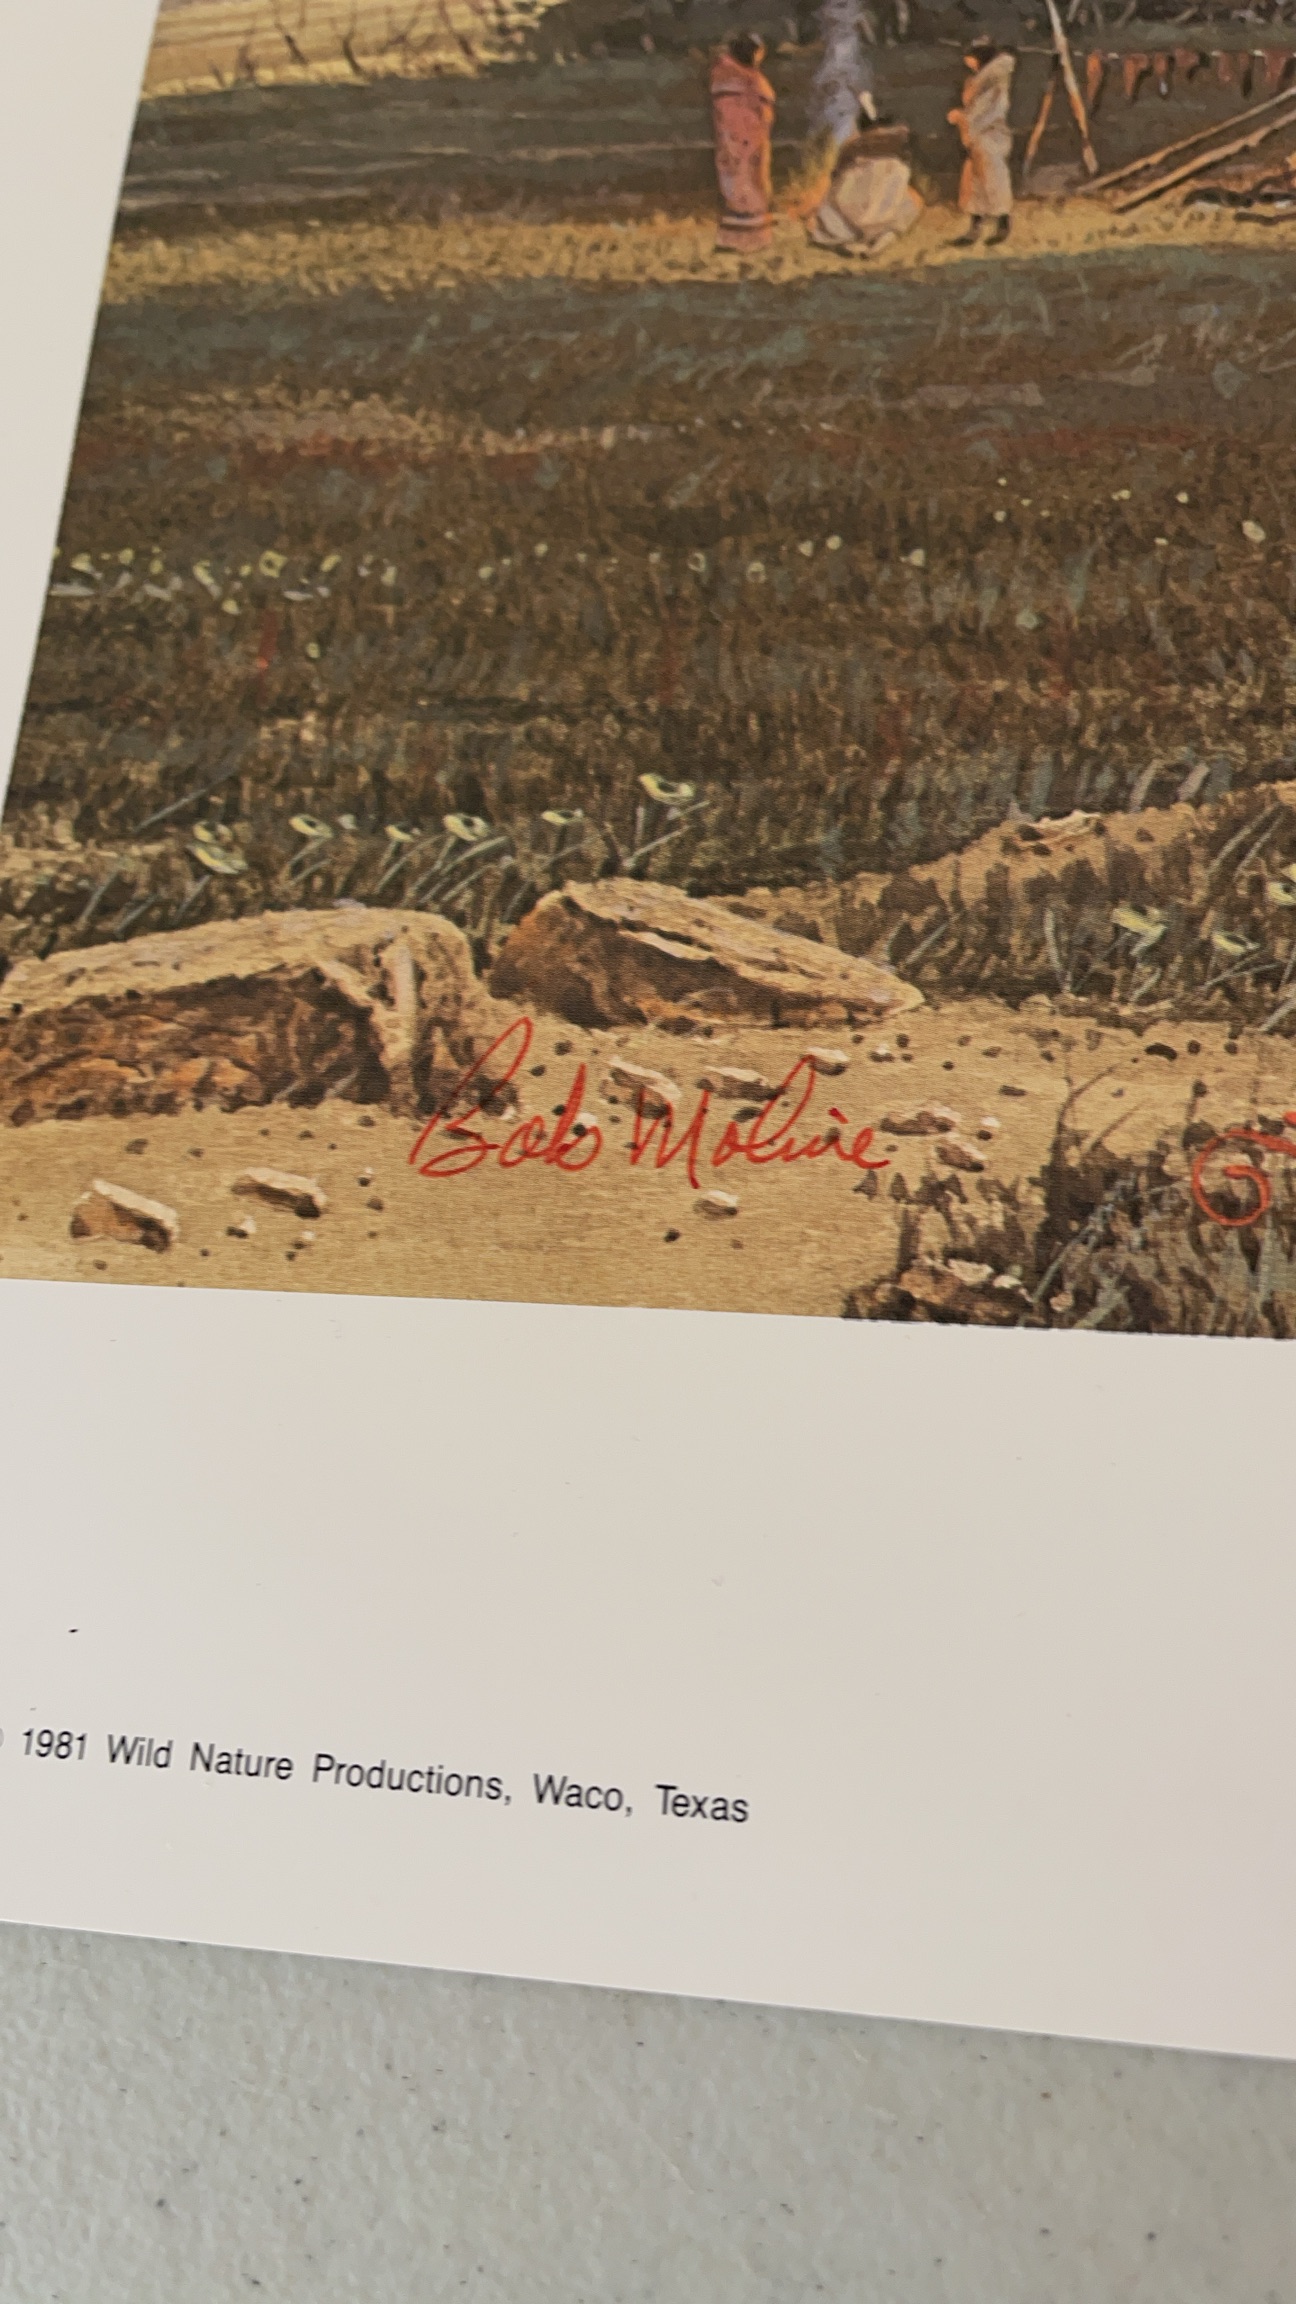 Bob Moline
© 1981 Wild Nature Productions, Waco, Texas